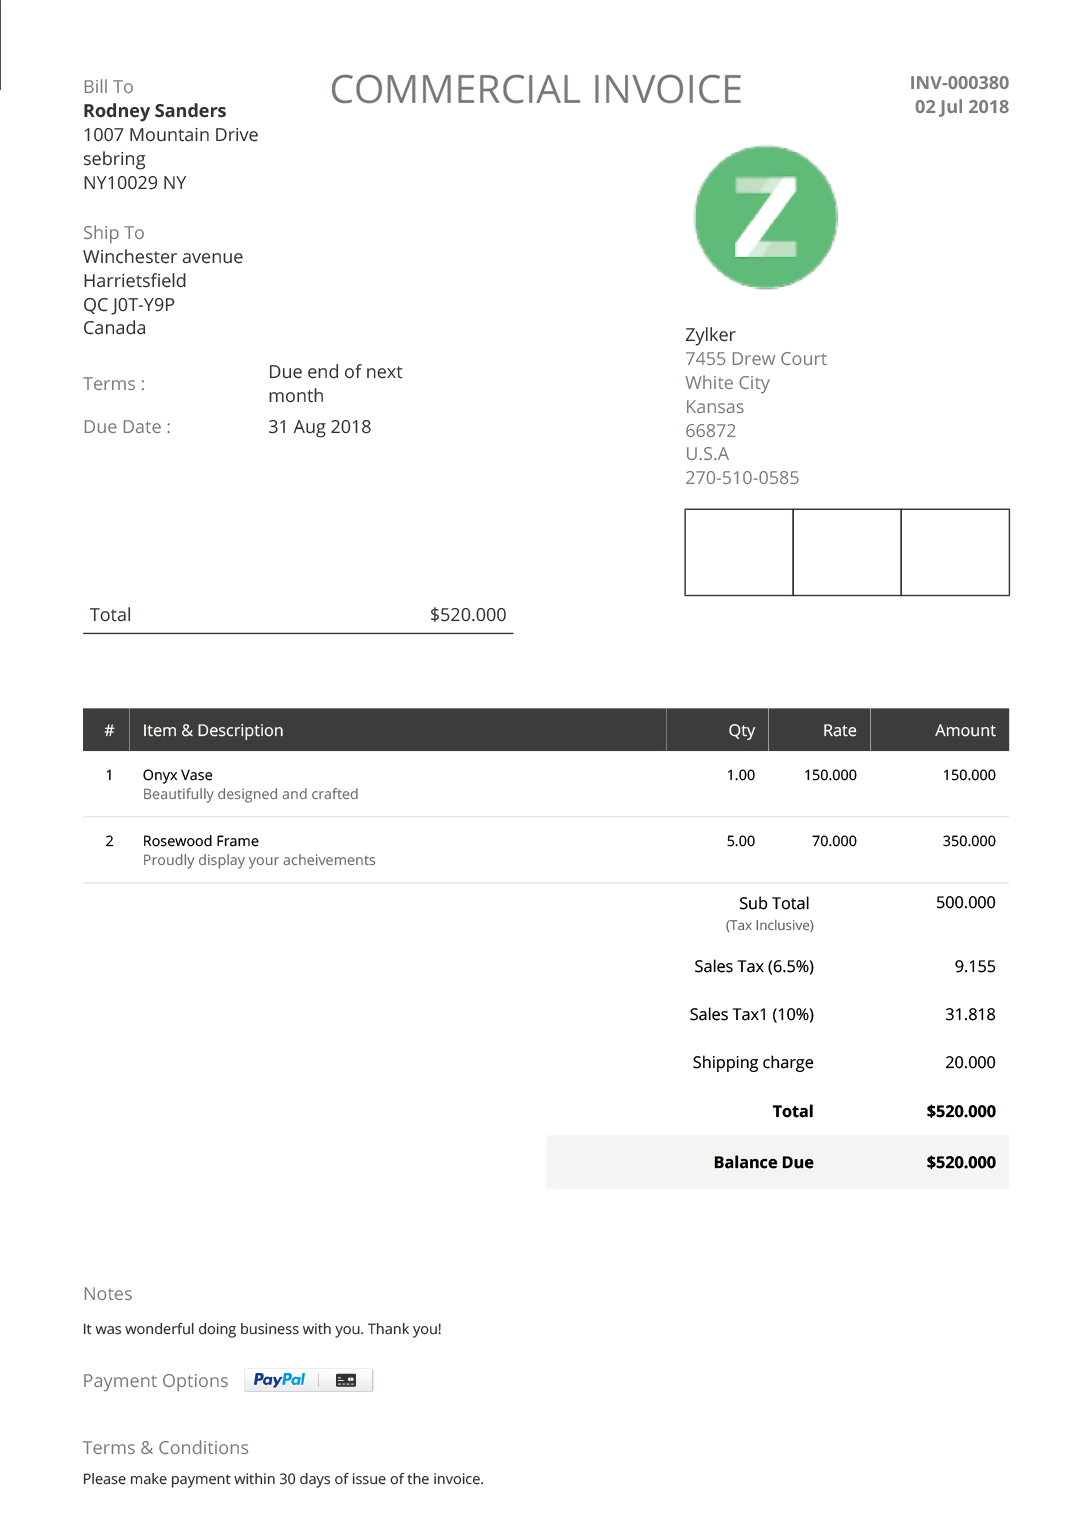 COMMERCIAL INVOICE
INV-000380
02 Jul 2018
Bill To
Rodney Sanders
1007 Mountain Drive
sebring
NY10029 NY
Ship To
Winchester avenue
Harrietsfield
QC J0T-Y9P
Canada
Terms :
Due end of next
month
Due Date :
31 Aug 2018
Z
Zylker
7455 Drew Court
White City
Kansas
66872
U.S.A
270-510-0585
Total $520.000
# Item & Description Qty Rate Amount
1 Onyx Vase 1.00 150.000 150.000
Beautifully designed and crafted
2 Rosewood Frame 5.00 70.000 350.000
Proudly display your acheivements
Sub Total 500.000
(Tax Inclusive)
Sales Tax (6.5%) 9.155
Sales Tax1 (10%) 31.818
Shipping charge 20.000
Total $520.000
Balance Due $520.000
Notes
It was wonderful doing business with you. Thank you!
Payment Options PayPal
Terms & Conditions
Please make payment within 30 days of issue of the invoice.